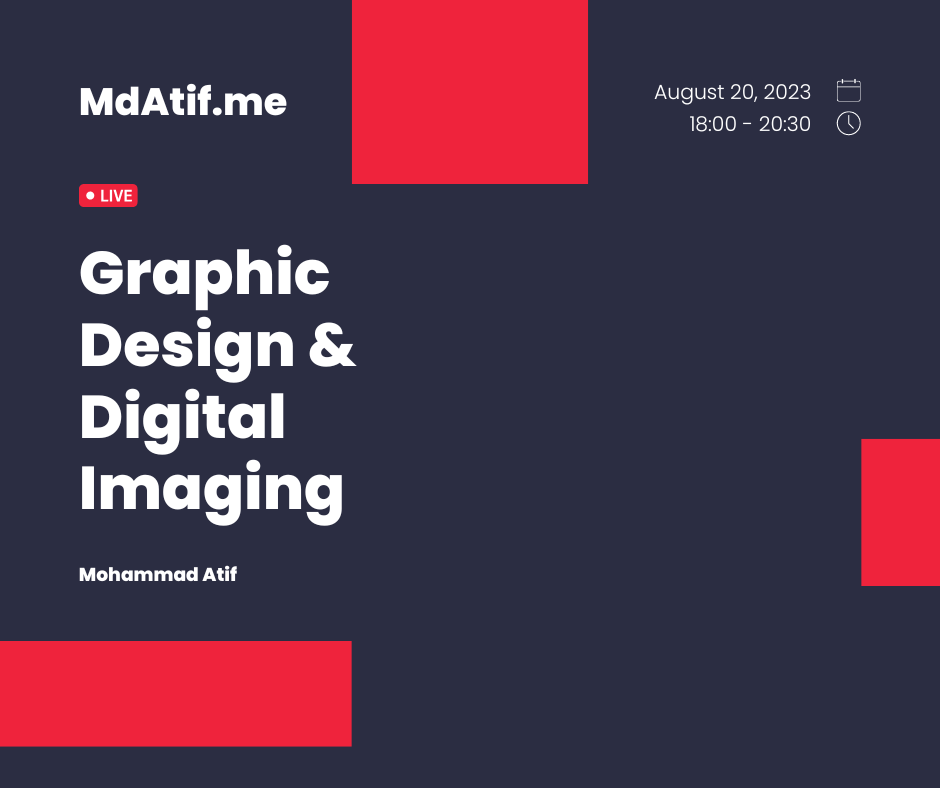 MdAtif.me
August 20, 2023
18:00 - 20:30
LIVE
Graphic
Design &
Digital
Imaging
Mohammad Atif